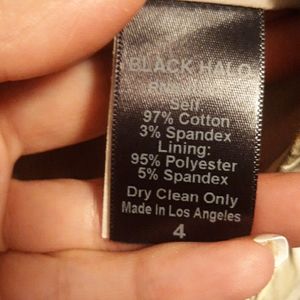 BLACK HALO
Self:
97% Cotton
3% Spandex
Lining:
95% Polyester
5% Spandex
Dry Clean Only
Made in Los Angeles
4